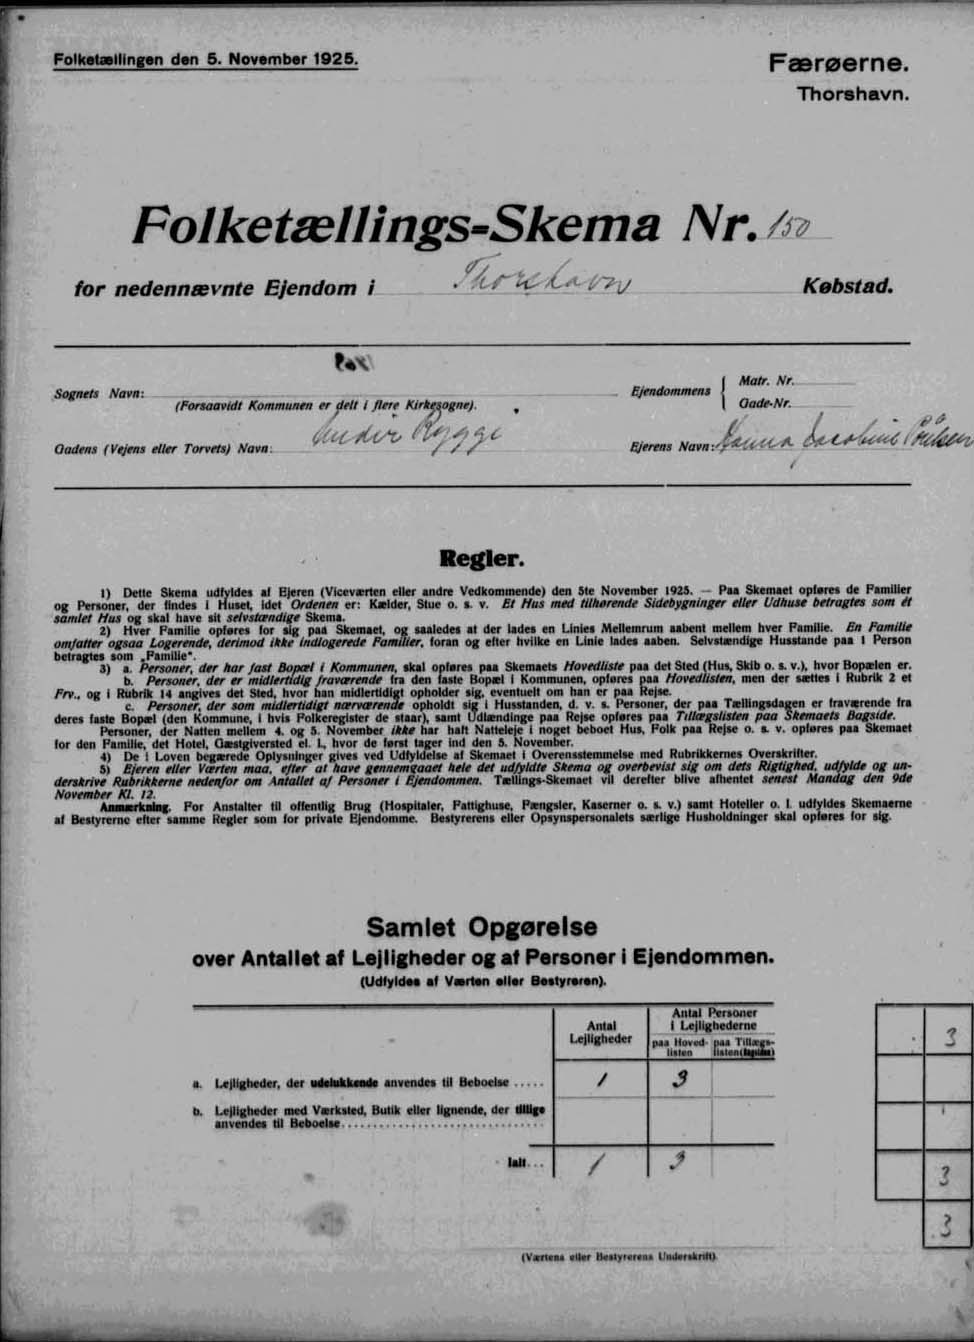 Folketællingen den 5. November 1925.
Færøerne.
Thorshavn.
Folketællings-Skema Nr. 150
for nedennævnte Ejendom i Thorshavn Købstad.
Sognets Navn:
(Forsaavidt Kommunen er delt i flere Kirkesogne).
Ejendommens { Matr. Nr.
Gade-Nr.
Gadens (Vejens eller Torvets) Navn: Under Rygge
Ejerens Navn: Hanna Jacobine Poulsen
Regler.
1) Dette Skema udfyldes af Ejeren (Viceværten eller andre Vedkommende) den 5te November 1925. — Paa Skemaet opføres de Familier
og Personer, der findes i Huset, idet Ordenen er: Kælder, Stue o. s. v. Et Hus med tilhørende Sidebygninger eller Udhuse betragtes som ét
samlet Hus og skal have sit selvstændige Skema.
2) Hver Familie opføres for sig paa Skemaet, og saaledes at der lades en Linies Mellemrum aabent mellem hver Familie. En Familie
omfatter ogsaa Logerende, derimod ikke indlogerede Familier, foran og efter hvilke en Linie lades aaben. Selvstændige Husstande paa 1 Person
betragtes som „Familie“.
3) a. Personer, der har fast Bopæl i Kommunen, skal opføres paa Skemaets Hovedliste paa det Sted (Hus, Skib o. s. v.), hvor Bopælen er.
b. Personer, der er midlertidig fraværende fra den faste Bopæl i Kommunen, opføres paa Hovedlisten, men der sættes i Rubrik 2 et
Frv., og i Rubrik 14 angives det Sted, hvor han midlertidigt opholder sig, eventuelt om han er paa Rejse.
c. Personer, der som midlertidigt nærværende opholdt sig i Husstanden, d. v. s. Personer, der paa Tællingsdagen er fraværende fra
deres faste Bopæl (den Kommune, i hvis Folkeregister de staar), samt Udlændinge paa Rejse opføres paa Tillægslisten paa Skemaets Bagside.
Personer, der Natten mellem 4. og 5. November ikke har haft Natteleje i noget beboet Hus, Folk paa Rejse o. s. v. opføres paa Skemaet
for den Familie, det Hotel, Gæstgiversted el. l., hvor de først tager ind den 5. November.
4) De i Loven begærede Oplysninger gives ved Udfyldelse af Skemaet i Overensstemmelse med Rubrikkernes Overskrifter.
5) Ejeren eller Værten maa, efter at have gennemgaaet hele det udfyldte Skema og overbevist sig om dets Rigtighed, udfylde og un-
derskrive Rubrikkerne nedenfor om Antallet af Personer i Ejendommen. Tællings-Skemaet vil derefter blive afhentet senest Mandag den 9de
November Kl. 12.
Anmærkning. For Anstalter til offentlig Brug (Hospitaler, Fattighuse, Fængsler, Kaserner o. s. v.) samt Hoteller o. l. udfyldes Skemaerne
af Bestyrerne efter samme Regler som for private Ejendomme. Bestyrerens eller Opsynspersonalets særlige Husholdninger skal opføres for sig.
Samlet Opgørelse
over Antallet af Lejligheder og af Personer i Ejendommen.
(Udfyldes af Værten eller Bestyreren).
Antal
Lejligheder
Antal Personer
i Lejlighederne
paa Hoved-
listen
paa Tillægs-
listen
3
a. Lejligheder, der udelukkende anvendes til Beboelse ..... 1 3
b. Lejligheder med Værksted, Butik eller lignende, der tillige
anvendes til Beboelse
Ialt... 1 3
3
3
(Værtens eller Bestyrerens Underskrift).